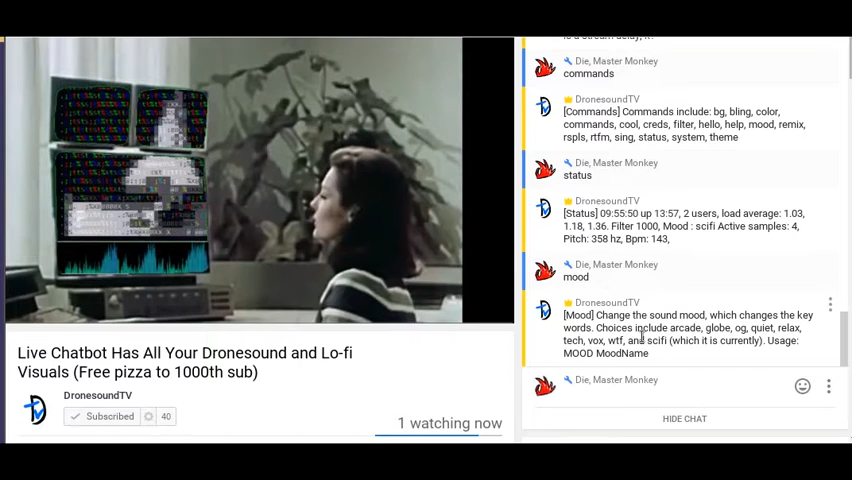 Die, Master Monkey
commands
DronesoundTV
[Commands] Commands include: bg, bling, color,
commands, cool, creds, filter, hello, help, mood, remix,
rspls, rtfm, sing, status, system, theme
Die, Master Monkey
status
DronesoundTV
[Status] 09:55:50 up 13:57, 2 users, load average: 1.03,
1.18, 1.36. Filter 1000, Mood : scifi Active samples: 4,
Pitch: 358 hz, Bpm: 143,
Die, Master Monkey
mood
DronesoundTV
[Mood] Change the sound mood, which changes the key
words. Choices include arcade, globe, og, quiet, relax,
tech, vox, wtf, and scifi (which it is currently). Usage:
MOOD MoodName
Die, Master Monkey
HIDE CHAT
Live Chatbot Has All Your Dronesound and Lo-fi
Visuals (Free pizza to 1000th sub)
DronesoundTV
Subscribed 40
1 watching now